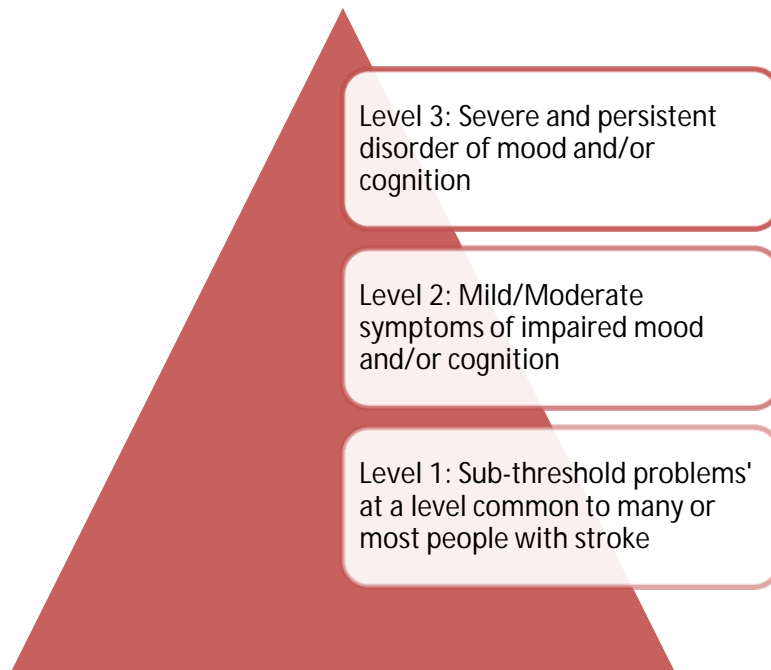 Level 3: Severe and persistent
disorder of mood and/or
cognition
Level 2: Mild/Moderate
symptoms of impaired mood
and/or cognition
Level 1: Sub-threshold problems'
at a level common to many or
most people with stroke